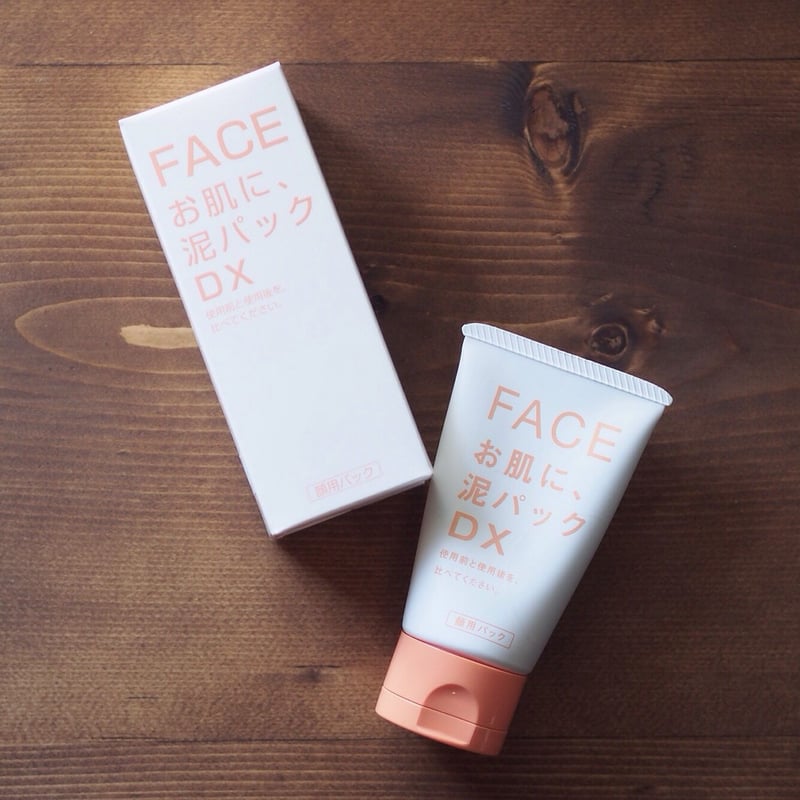 FACE
お肌に、
泥パック
DX
使用前と使用後を、
比べてください。
顔用パック
FACE
お肌に、
泥パック
DX
使用前と使用後を、
比べてください。
顔用パック